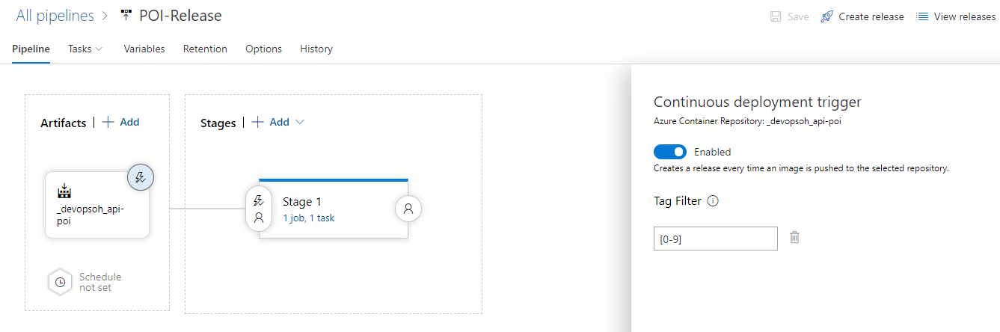 All pipelines > POI-Release
Save Create release View releases
Pipeline Tasks Variables Retention Options History
Artifacts | + Add
Stages | + Add
_devopsoh_api-
poi
Schedule
not set
Stage 1
1 job, 1 task
Continuous deployment trigger
Azure Container Repository: _devopsoh_api-poi
Enabled
Creates a release every time an image is pushed to the selected repository.
Tag Filter
[0-9]